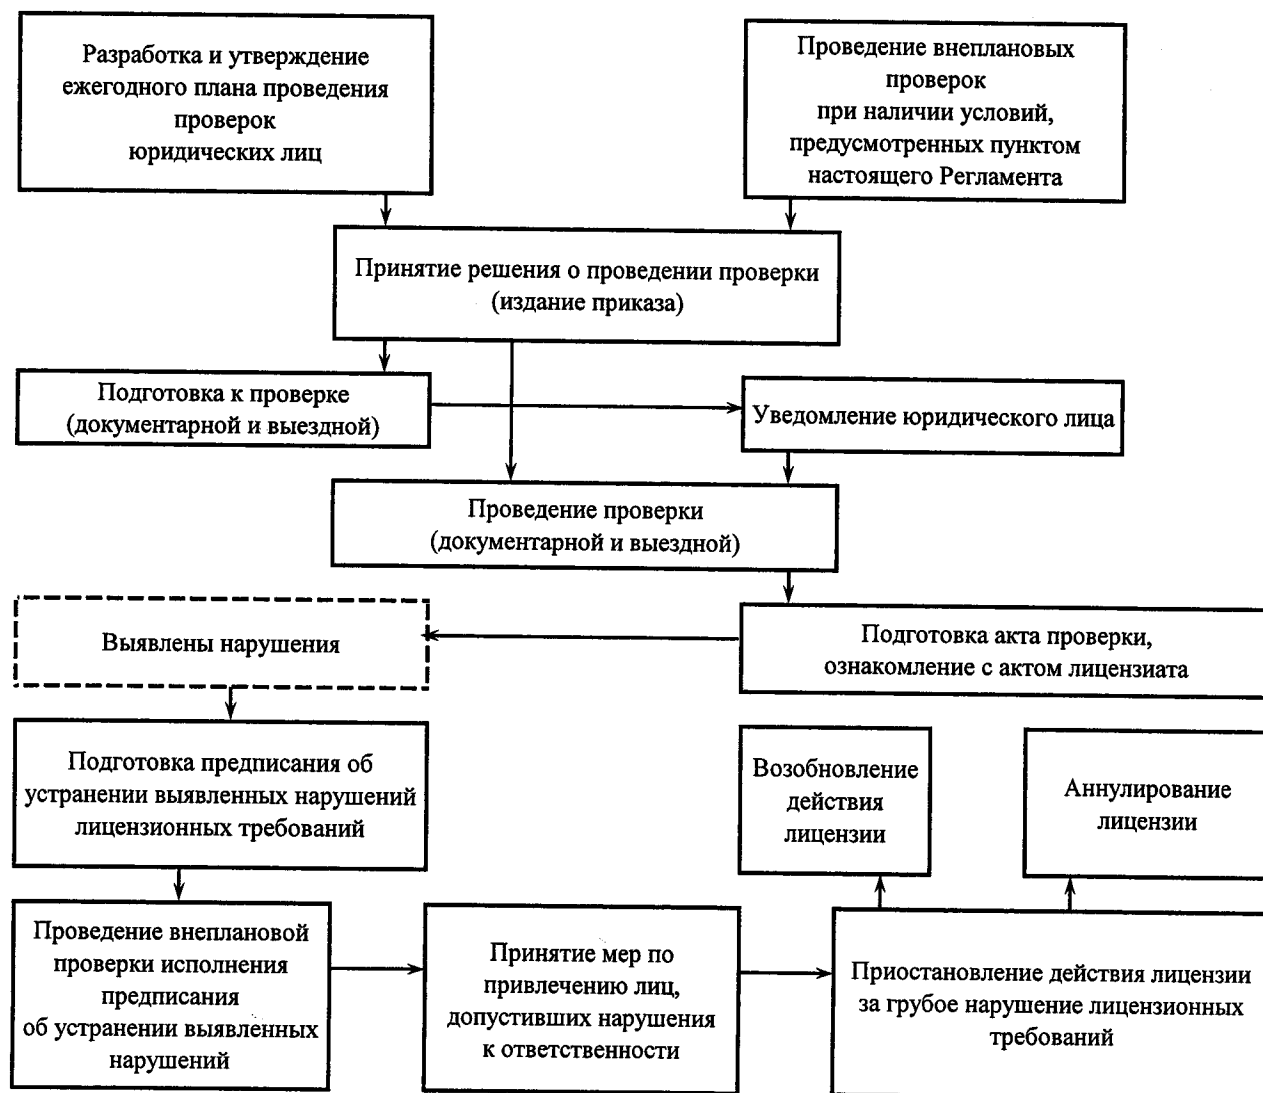 Разработка и утверждение
ежегодного плана проведения
проверок
юридических лиц
Проведение внеплановых
проверок
при наличии условий,
предусмотренных пунктом
настоящего Регламента
Принятие решения о проведении проверки
(издание приказа)
Подготовка к проверке
(документарной и выездной)
Уведомление юридического лица
Проведение проверки
(документарной и выездной)
Выявлены нарушения
Подготовка акта проверки,
ознакомление с актом лицензиата
Подготовка предписания об
устранении выявленных нарушений
лицензионных требований
Возобновление
действия
лицензии
Аннулирование
лицензии
Проведение внеплановой
проверки исполнения
предписания
об устранении выявленных
нарушений
Принятие мер по
привлечению лиц,
допустивших нарушения
к ответственности
Приостановление действия лицензии
за грубое нарушение лицензионных
требований